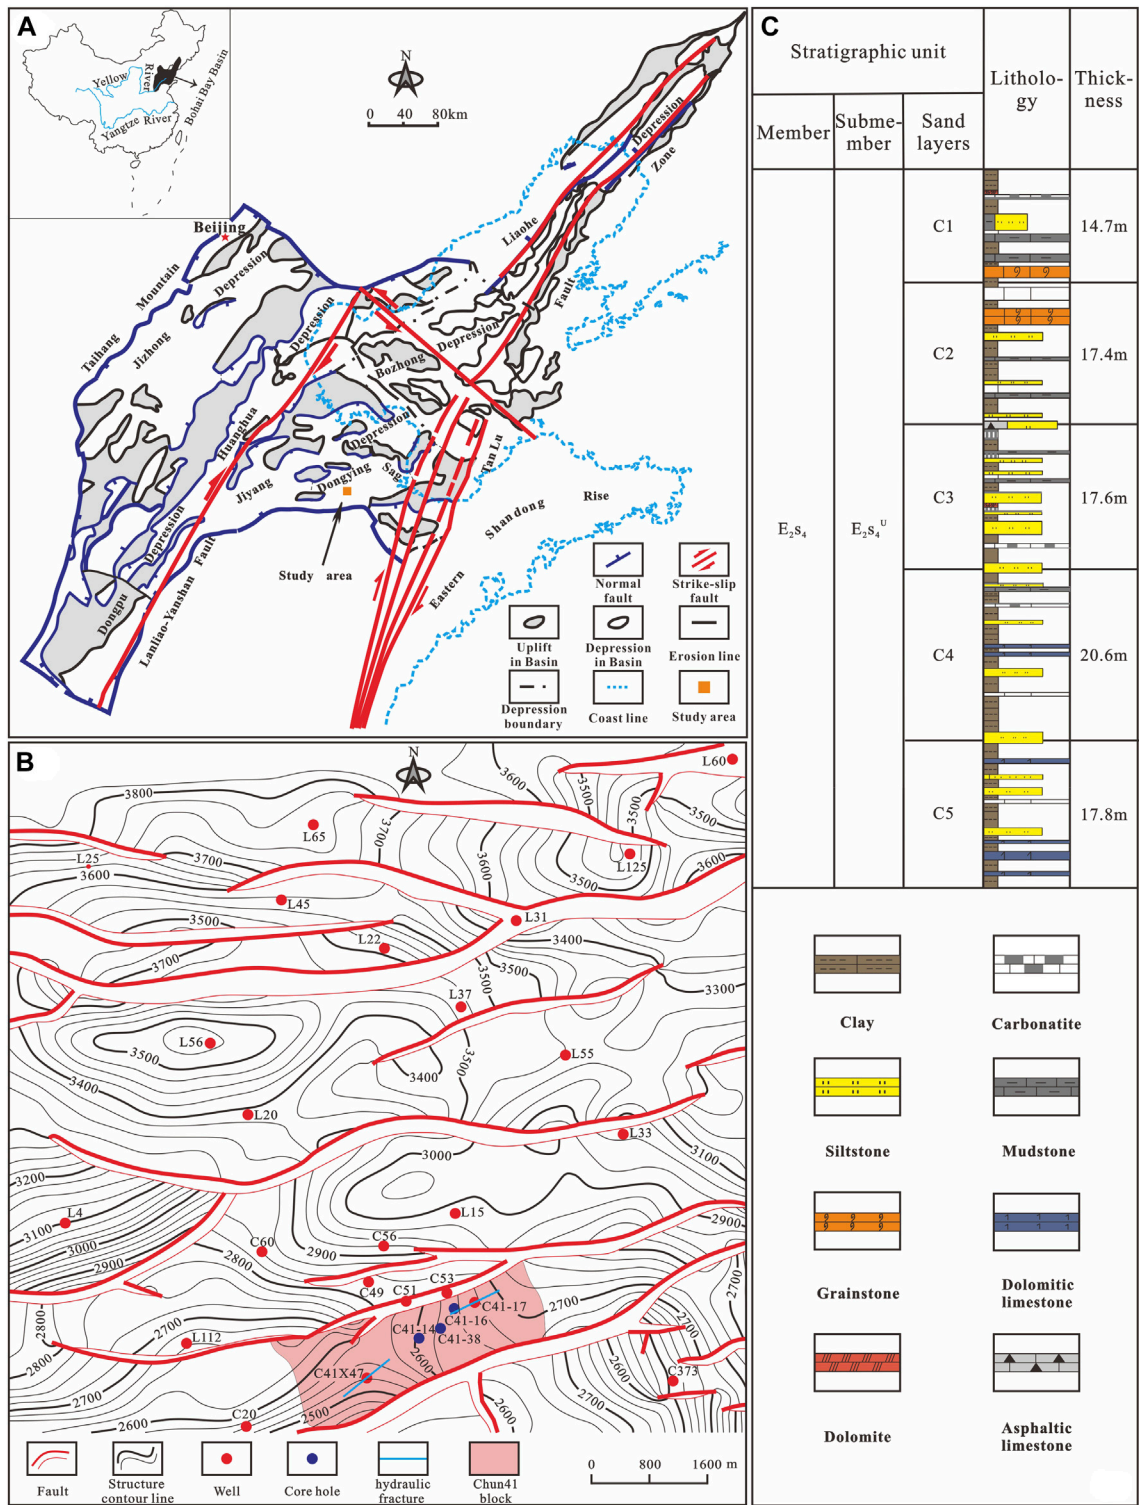 A
Yellow
River
Yangtze River
Bohai Bay Basin
N
0 40 80km
Beijing
Taihang Mountain
Jizhong Depression
Huanghua Depression
Depression
Liaohe Depression
Bozhong Depression
Jiyang Depression
Dongying Sag
Dongpu
Depression
Lanliao-Yanshan Fault
Eastern
Tan Lu
Fault
Zone
Shandong
Rise
Study area
Normal
fault
Strike-slip
fault
Uplift
in Basin
Depression
in Basin
Erosion line
Depression
boundary
Coast line
Study area
B
N
L60
3800
3600
3500
3500
3500
L65
3700
L25
3600
3700
3600
L125
3500
3600
L45
3500
L31
L22
3400
3700
3500
3500
3300
L37
L56
3500
3500
L55
3400
3400
L20
L33
3000
3100
3200
L4
3100
3000
2900
L15
2900
C60
C56
2800
2900
C49
C53
C51
C41-17
2700
2700
C41-16
C41-14
C41-38
2800
2700
L112
2800
2600
C41X47
2600
C373
2700
2500
2600
C20
2600
Fault
Structure
contour line
Well
Core hole
hydraulic
fracture
Chun41
block
0 800 1600 m
C
Stratigraphic unit
Litholo-
gy
Thick-
ness
Member
Subme-
mber
Sand
layers
C1 14.7m
C2 17.4m
C3 17.6m
E₂s₄ E₂s₄ᵁ
C4 20.6m
C5 17.8m
Clay
Carbonatite
Siltstone
Mudstone
Grainstone
Dolomitic
limestone
Dolomite
Asphaltic
limestone